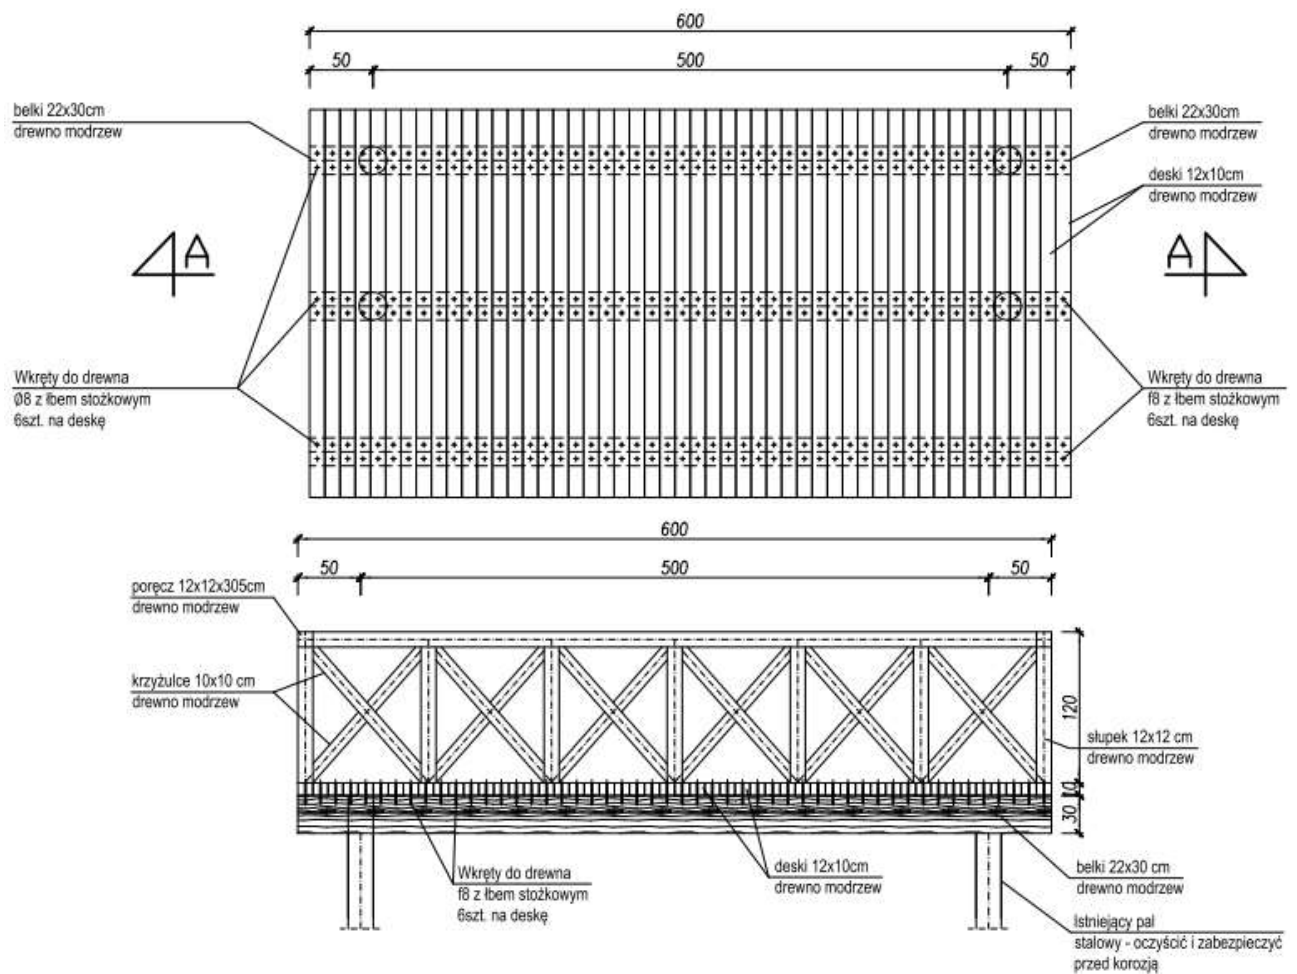 600
50
500
50
belki 22x30cm
drewno modrzew
belki 22x30cm
drewno modrzew
deski 12x10cm
drewno modrzew
A
A
Wkręty do drewna
Ø8 z łbem stożkowym
6szt. na deskę
Wkręty do drewna
f8 z łbem stożkowym
6szt. na deskę
600
50
500
50
poręcz 12x12x305cm
drewno modrzew
krzyżulce 10x10 cm
drewno modrzew
120
słupek 12x12 cm
drewno modrzew
10
30
Wkręty do drewna
f8 z łbem stożkowym
6szt. na deskę
deski 12x10cm
drewno modrzew
belki 22x30 cm
drewno modrzew
Istniejący pal
stalowy - oczyścić i zabezpieczyć
przed korozją